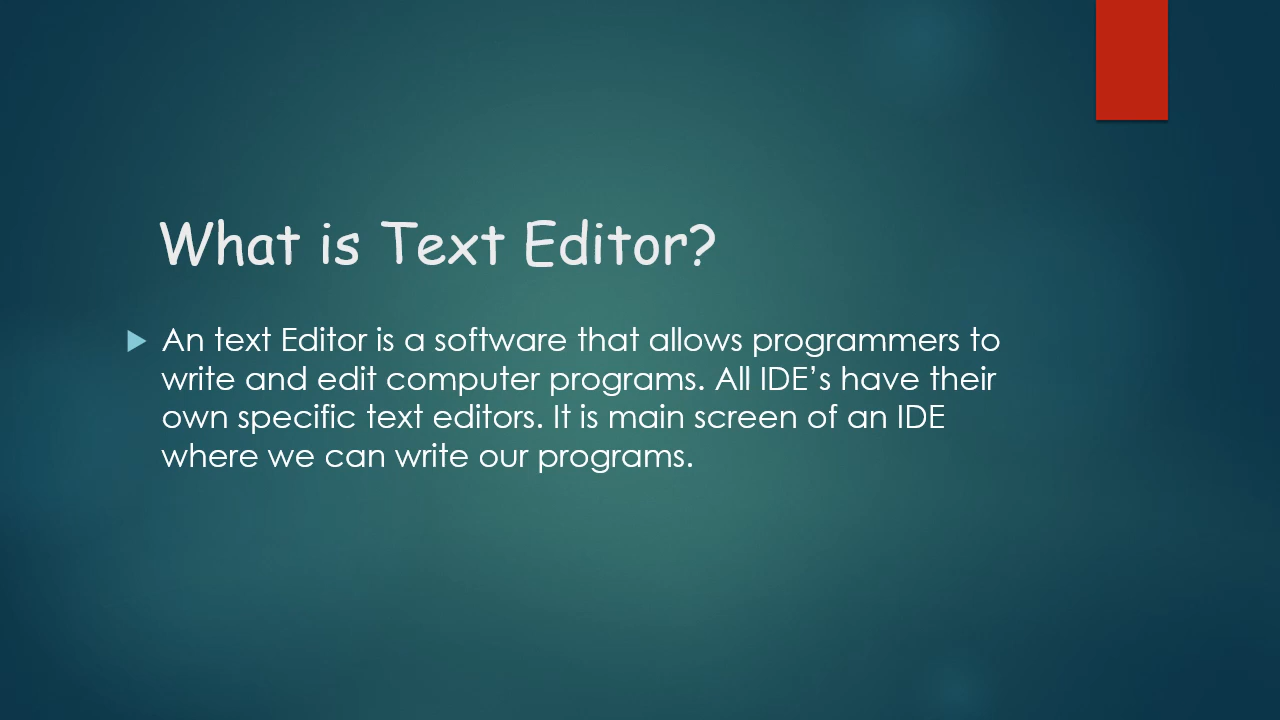 What is Text Editor?
An text Editor is a software that allows programmers to
write and edit computer programs. All IDE’s have their
own specific text editors. It is main screen of an IDE
where we can write our programs.